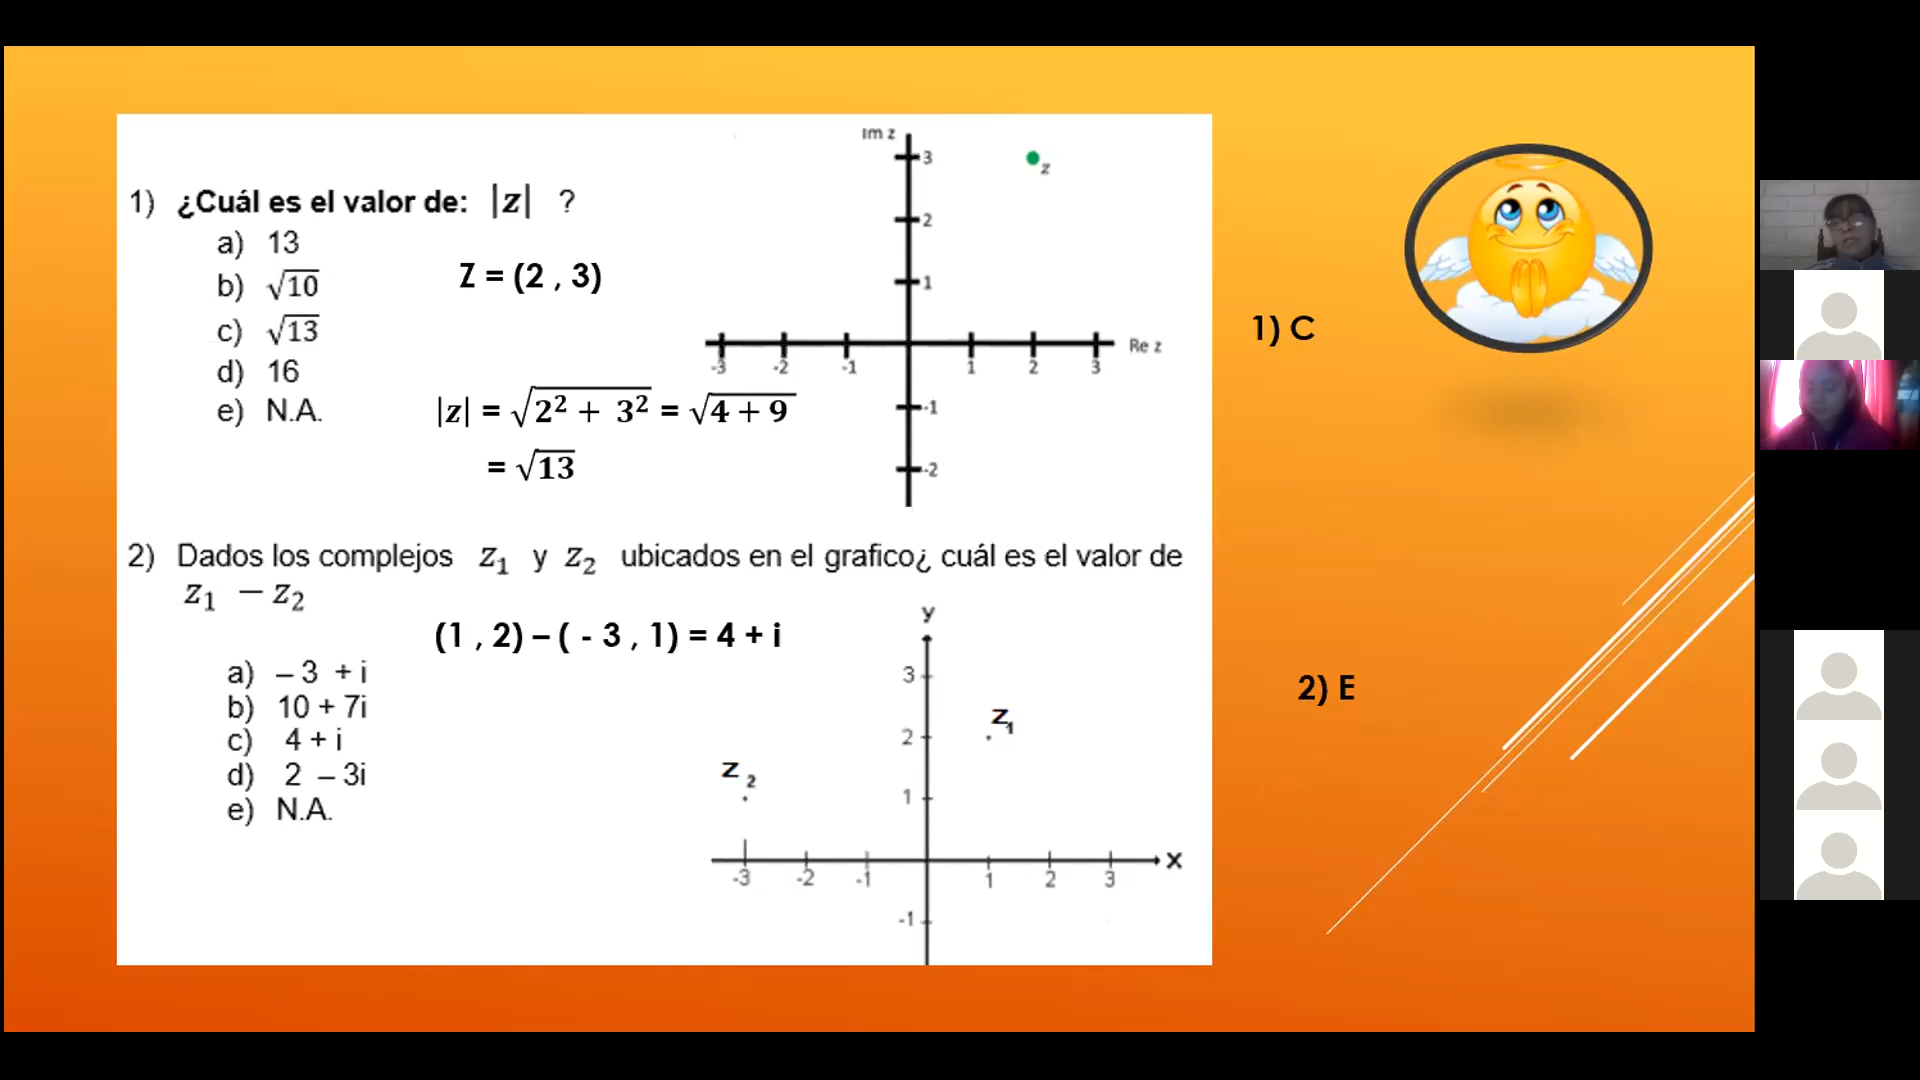 1) ¿Cuál es el valor de: |z| ?
a) 13
b) √10
c) √13
d) 16
e) N.A.
Z = (2 , 3)
|z| = √2² + 3² = √4 + 9
= √13
Im z
3
2
1
-1
-2
z
-3 -2 -1 1 2 3
Re z
1) C
2) Dados los complejos z₁ y z₂ ubicados en el grafico¿ cuál es el valor de
z₁ − z₂
(1 , 2) – ( - 3 , 1) = 4 + i
a) – 3 + i
b) 10 + 7i
c) 4 + i
d) 2 – 3i
e) N.A.
y
3
2
1
-1
Z₁
Z ₂
-3 -2 -1 1 2 3
x
2) E